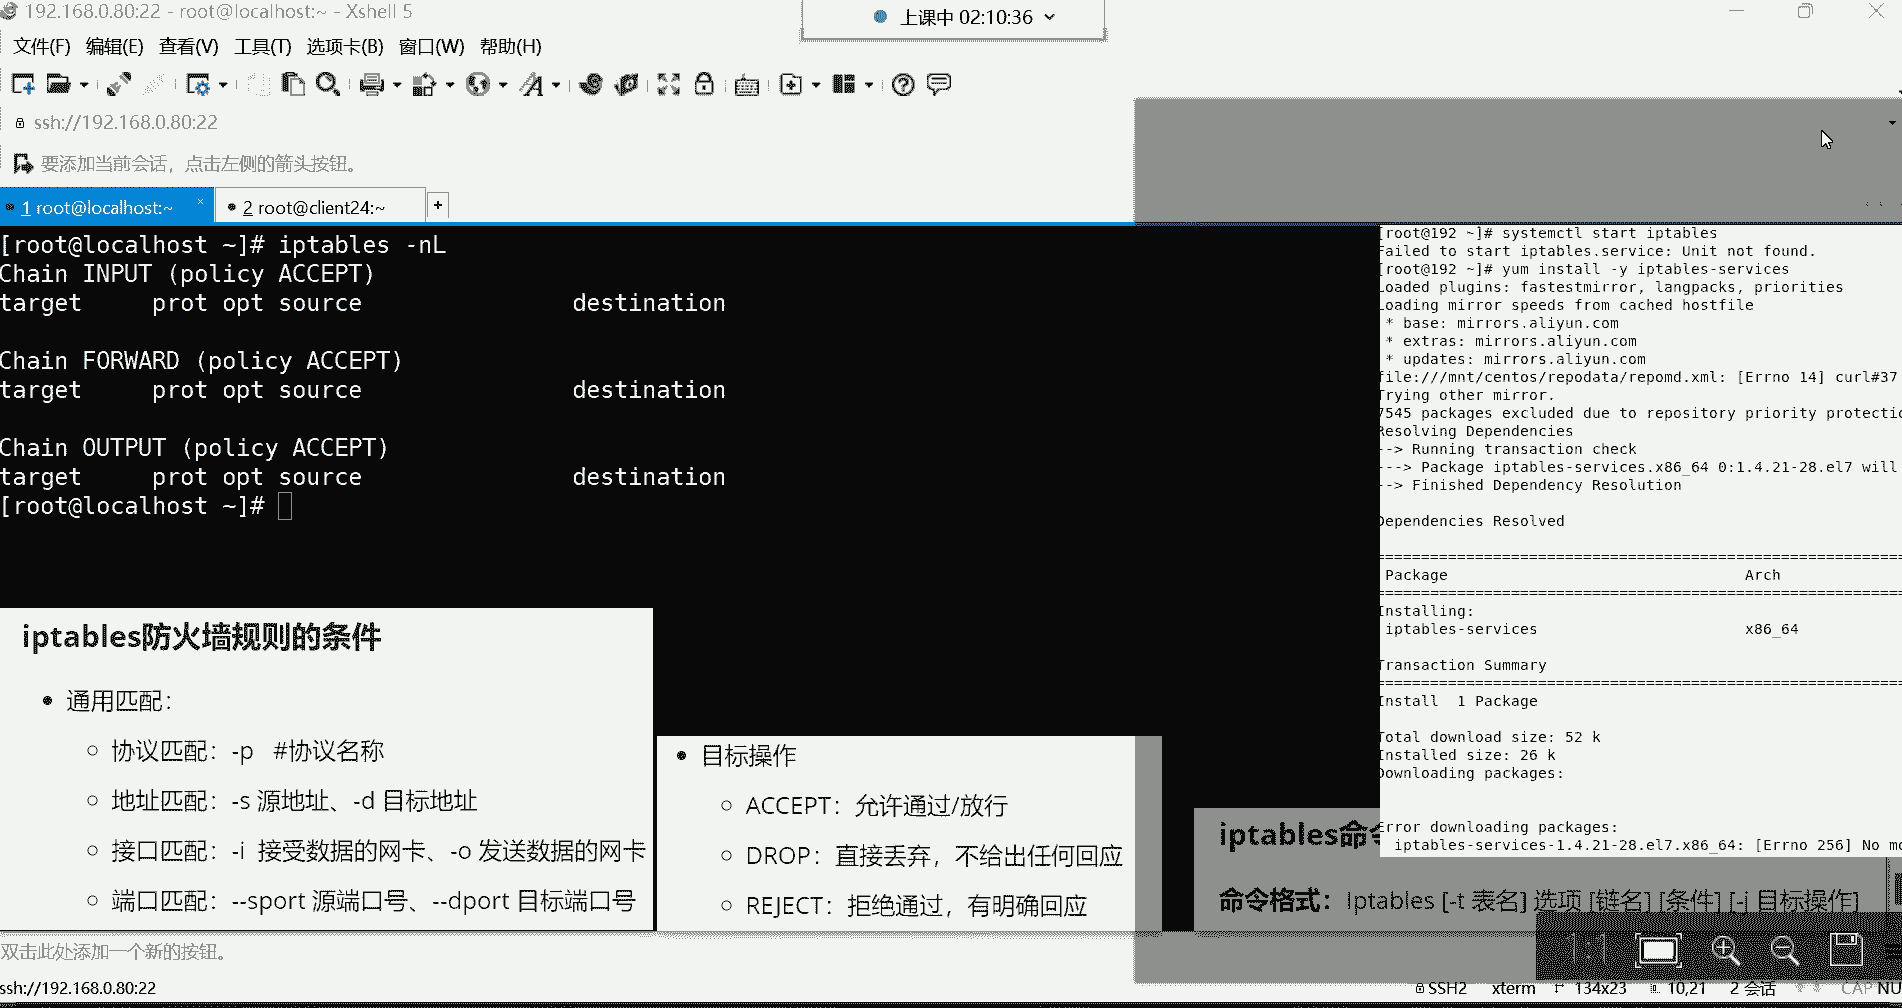 192.168.0.80:22 - root@localhost:~ - Xshell 5
上课中 02:10:36
文件(F) 编辑(E) 查看(V) 工具(T) 选项卡(B) 窗口(W) 帮助(H)
ssh://192.168.0.80:22
要添加当前会话，点击左侧的箭头按钮。
1 root@localhost:~ × 2 root@client24:~ +
[root@localhost ~]# iptables -nL
Chain INPUT (policy ACCEPT)
target prot opt source destination
Chain FORWARD (policy ACCEPT)
target prot opt source destination
Chain OUTPUT (policy ACCEPT)
target prot opt source destination
[root@localhost ~]#
[root@192 ~]# systemctl start iptables
Failed to start iptables.service: Unit not found.
[root@192 ~]# yum install -y iptables-services
Loaded plugins: fastestmirror, langpacks, priorities
Loading mirror speeds from cached hostfile
* base: mirrors.aliyun.com
* extras: mirrors.aliyun.com
* updates: mirrors.aliyun.com
file:///mnt/centos/repodata/repomd.xml: [Errno 14] curl#37
Trying other mirror.
7545 packages excluded due to repository priority protectio
Resolving Dependencies
--> Running transaction check
---> Package iptables-services.x86_64 0:1.4.21-28.el7 will
--> Finished Dependency Resolution
Dependencies Resolved
Package Arch
Installing:
iptables-services x86_64
Transaction Summary
Install 1 Package
Total download size: 52 k
Installed size: 26 k
Downloading packages:
Error downloading packages:
iptables-services-1.4.21-28.el7.x86_64: [Errno 256] No mo
iptables防火墙规则的条件
• 通用匹配：
○ 协议匹配：-p #协议名称
○ 地址匹配：-s 源地址、-d 目标地址
○ 接口匹配：-i 接受数据的网卡、-o 发送数据的网卡
○ 端口匹配：--sport 源端口号、--dport 目标端口号
• 目标操作
○ ACCEPT：允许通过/放行
○ DROP：直接丢弃，不给出任何回应
○ REJECT：拒绝通过，有明确回应
iptables命令
命令格式：Iptables [-t 表名] 选项 [链名] [条件] [-j 目标操作]
双击此处添加一个新的按钮。
ssh://192.168.0.80:22 SSH2 xterm 134x23 10,21 2 会话 CAP NU